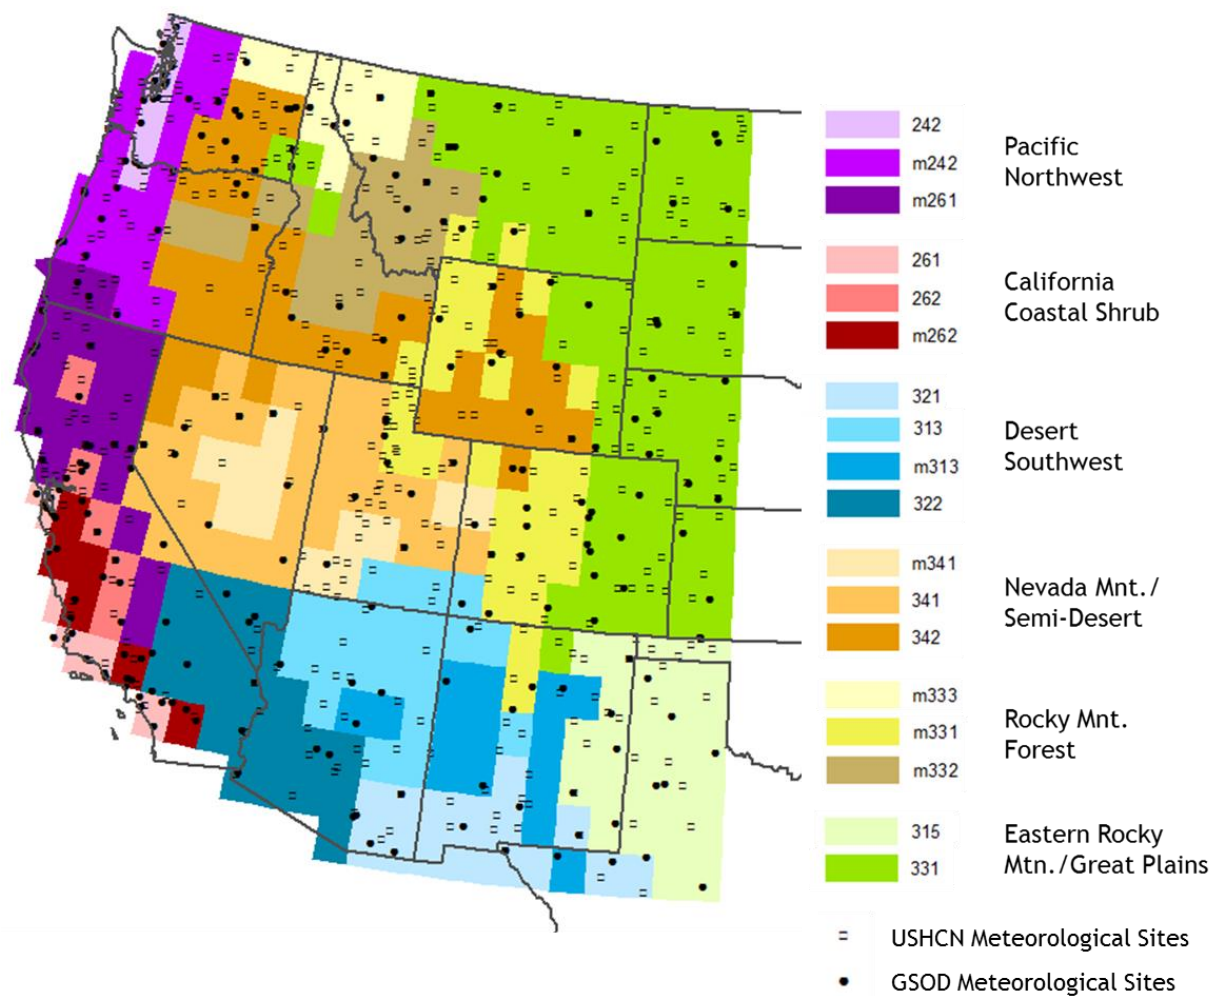 242
m242
m261
Pacific
Northwest
261
262
m262
California
Coastal Shrub
321
313
m313
322
Desert
Southwest
m341
341
342
Nevada Mnt./
Semi-Desert
m333
m331
m332
Rocky Mnt.
Forest
315
331
Eastern Rocky
Mtn./Great Plains
USHCN Meteorological Sites
GSOD Meteorological Sites